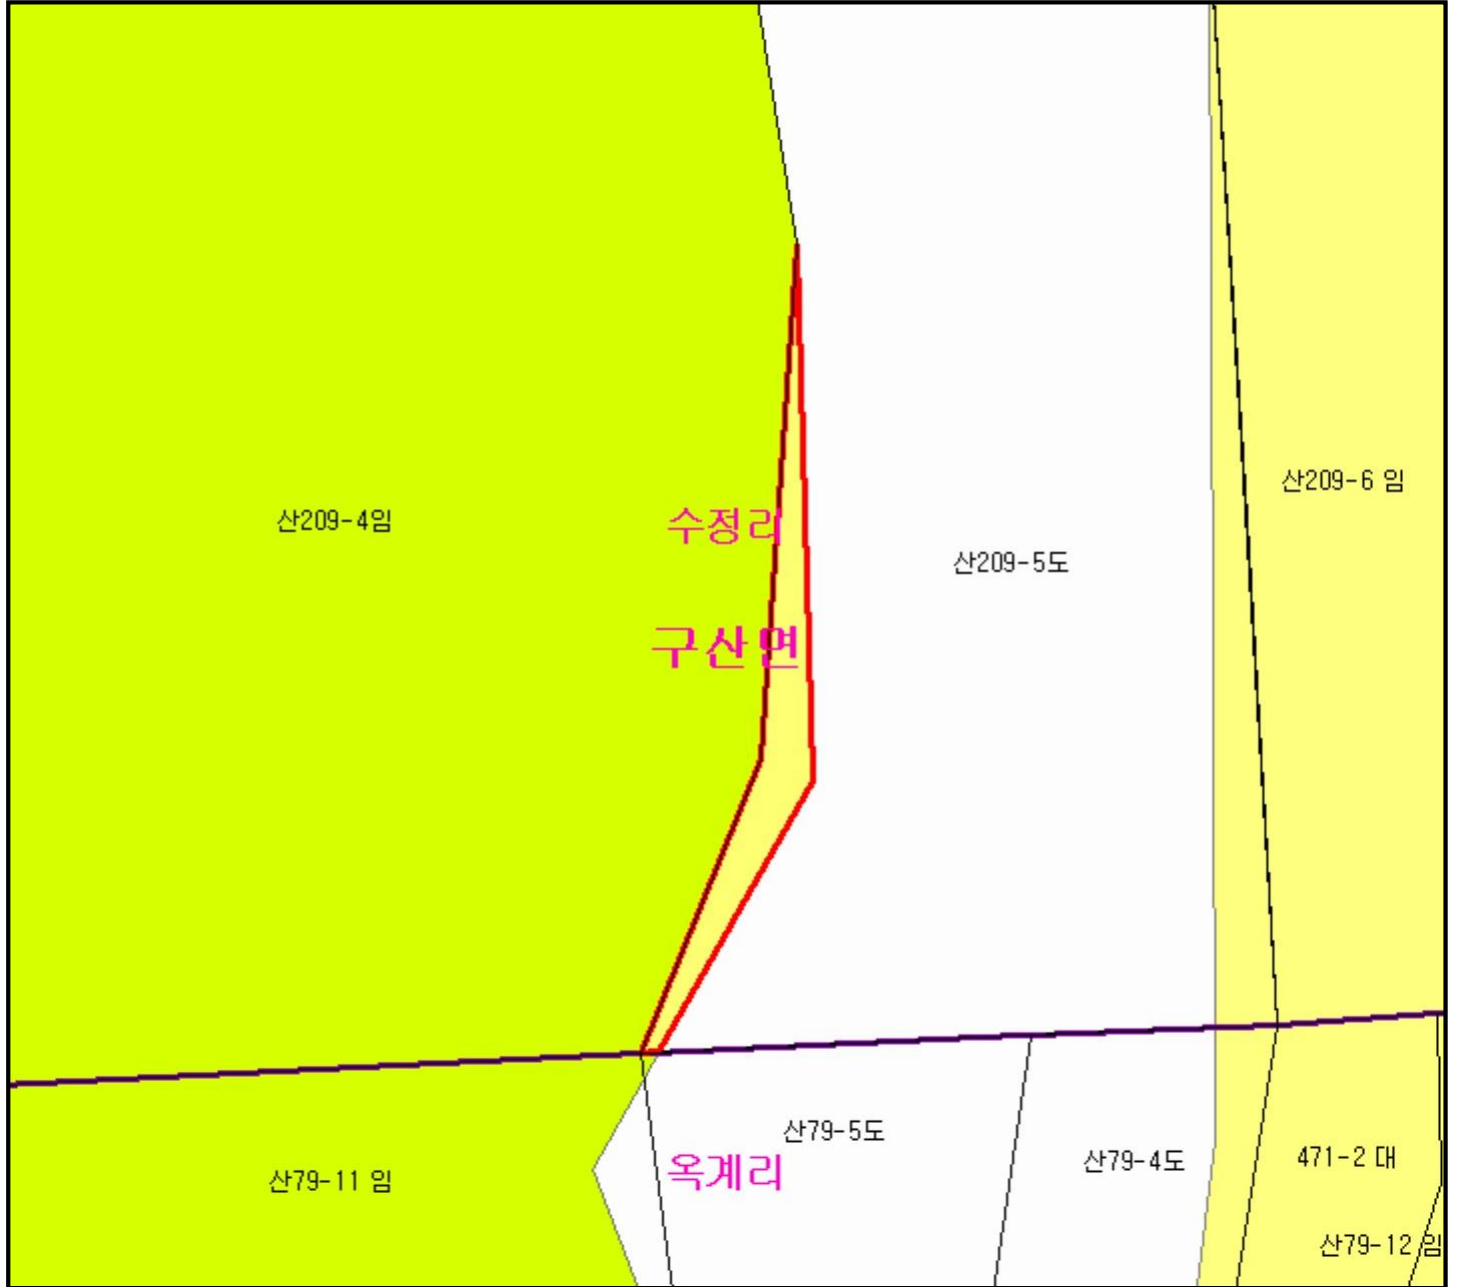 산209-6 임
산209-4임
수정리
산209-5도
구산면
산79-5도
471-2 대
산79-4도
옥계리
산79-11 임
산79-12 임